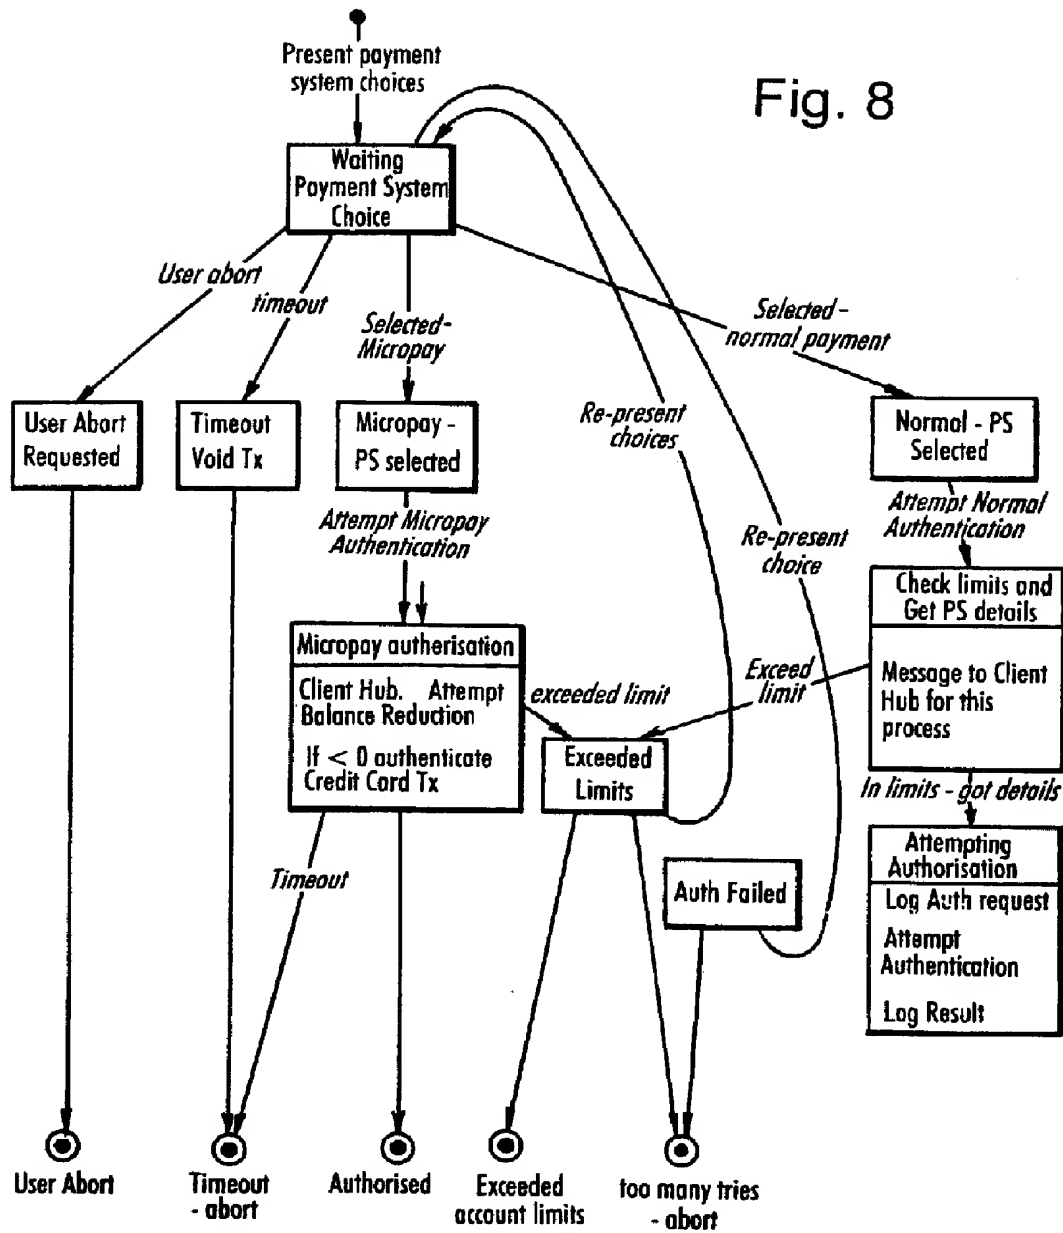 Present payment
system choices
Fig. 8
Waiting
Payment System
Choice
User abort
timeout
Selected-
Micropay
Selected-
normal payment
User Abort
Requested
Timeout
Void Tx
Micropay -
PS selected
Re-present
choices
Normal - PS
Selected
Attempt Micropay
Authentication
Re-present
choice
Attempt Normal
Authentication
Check limits and
Get PS details
Message to Client
Hub for this
process
Micropay autherisation
Client Hub. Attempt
Balance Reduction
If < 0 authenticate
Credit Card Tx
exceeded limit
Exceed
limit
Exceeded
Limits
In limits - got details
Timeout
Auth Failed
Attempting
Authorisation
Log Auth request
Attempt
Authentication
Log Result
User Abort
Timeout
- abort
Authorised
Exceeded
account limits
too many tries
- abort